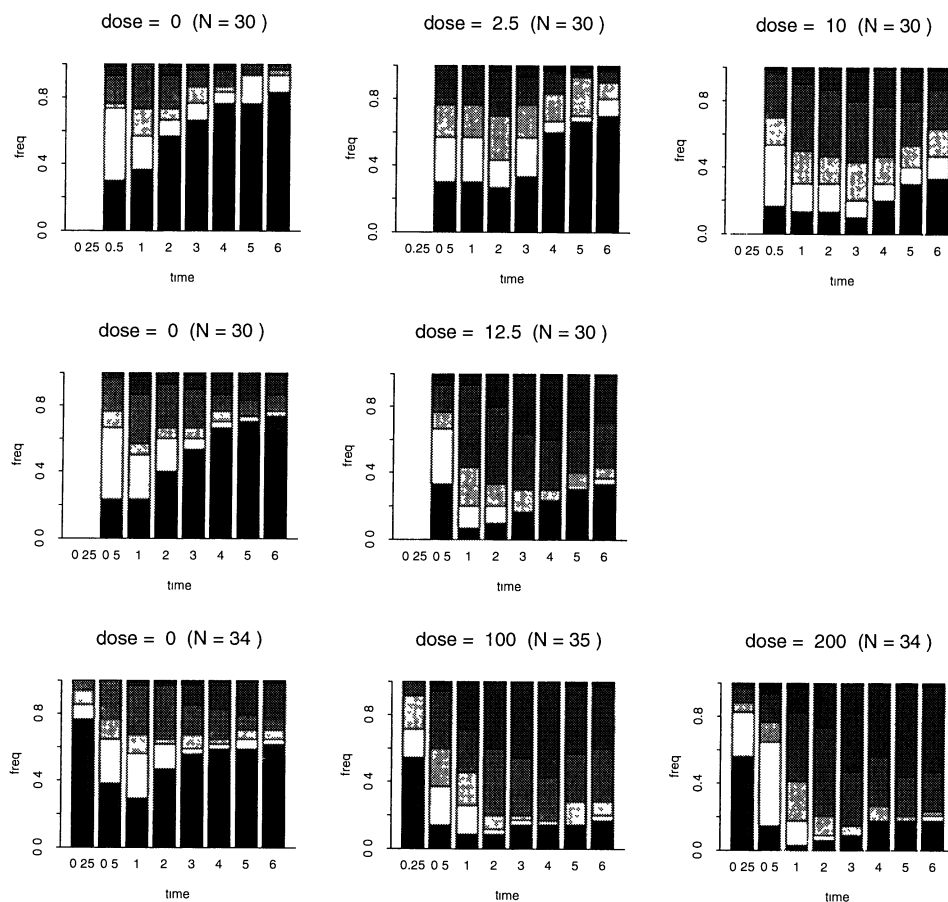 dose = 0 (N = 30 )
dose = 2.5 (N = 30 )
dose = 10 (N = 30 )
freq
0.0 0.4 0.8
0 25 0.5 1 2 3 4 5 6
time
freq
0.0 0.4 0.8
0.25 0 5 1 2 3 4 5 6
time
freq
0.0 0.4 0.8
0 25 0.5 1 2 3 4 5 6
time
dose = 0 (N = 30 )
dose = 12.5 (N = 30 )
freq
0.0 0.4 0.8
0 25 0 5 1 2 3 4 5 6
time
freq
0.0 0.4 0.8
0 25 0 5 1 2 3 4 5 6
time
dose = 0 (N = 34 )
dose = 100 (N = 35 )
dose = 200 (N = 34 )
freq
0.0 0.4 0.8
0 25 0 5 1 2 3 4 5 6
time
freq
0.0 0.4 0.8
0.25 0 5 1 2 3 4 5 6
time
freq
0.0 0.4 0.8
0 25 0 5 1 2 3 4 5 6
time